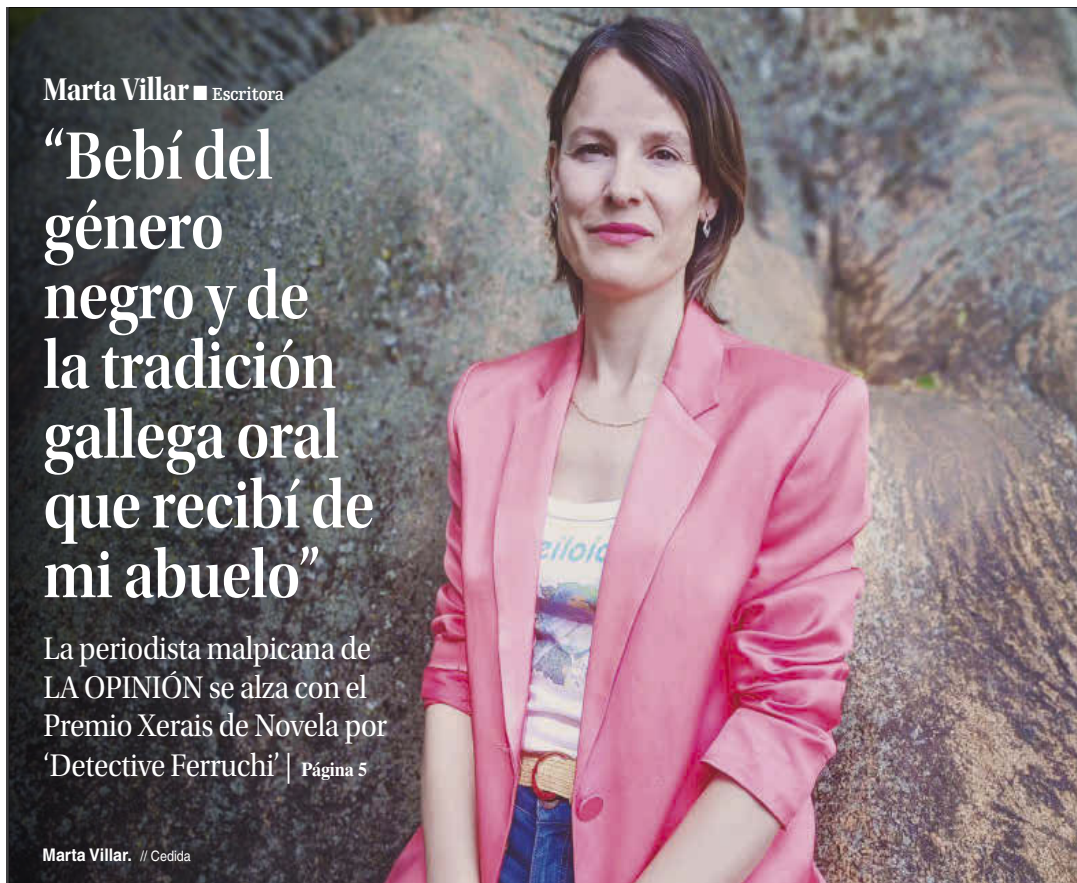 Marta Villar ■ Escritora
“Bebí del
género
negro y de
la tradición
gallega oral
que recibí de
mi abuelo”
La periodista malpicana de
LA OPINIÓN se alza con el
Premio Xerais de Novela por
‘Detective Ferruchi’ | Página 5
Marta Villar. // Cedida